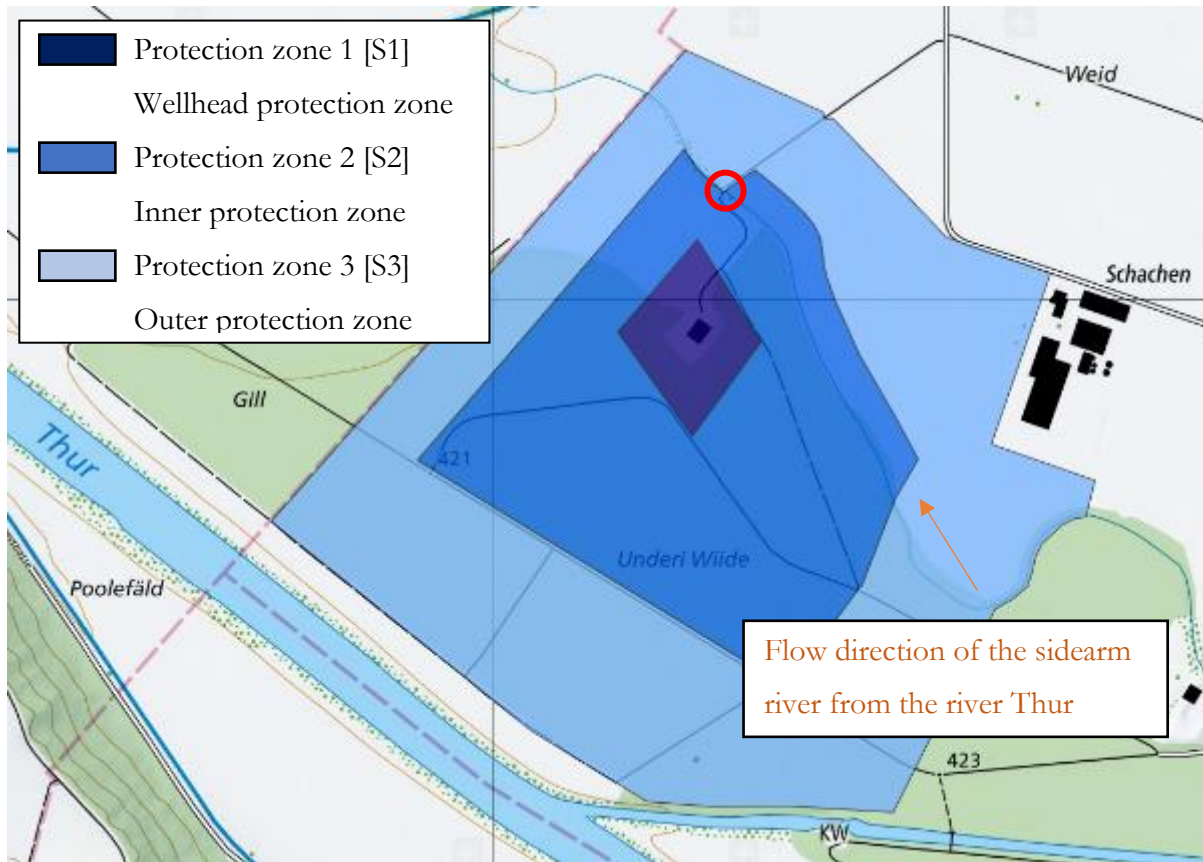 Protection zone 1 [S1]
Wellhead protection zone
Protection zone 2 [S2]
Inner protection zone
Protection zone 3 [S3]
Outer protection zone
Weid
Schachen
Gill
Thur
421
Underi Wiide
Poolefäld
Flow direction of the sidearm
river from the river Thur
423
KW